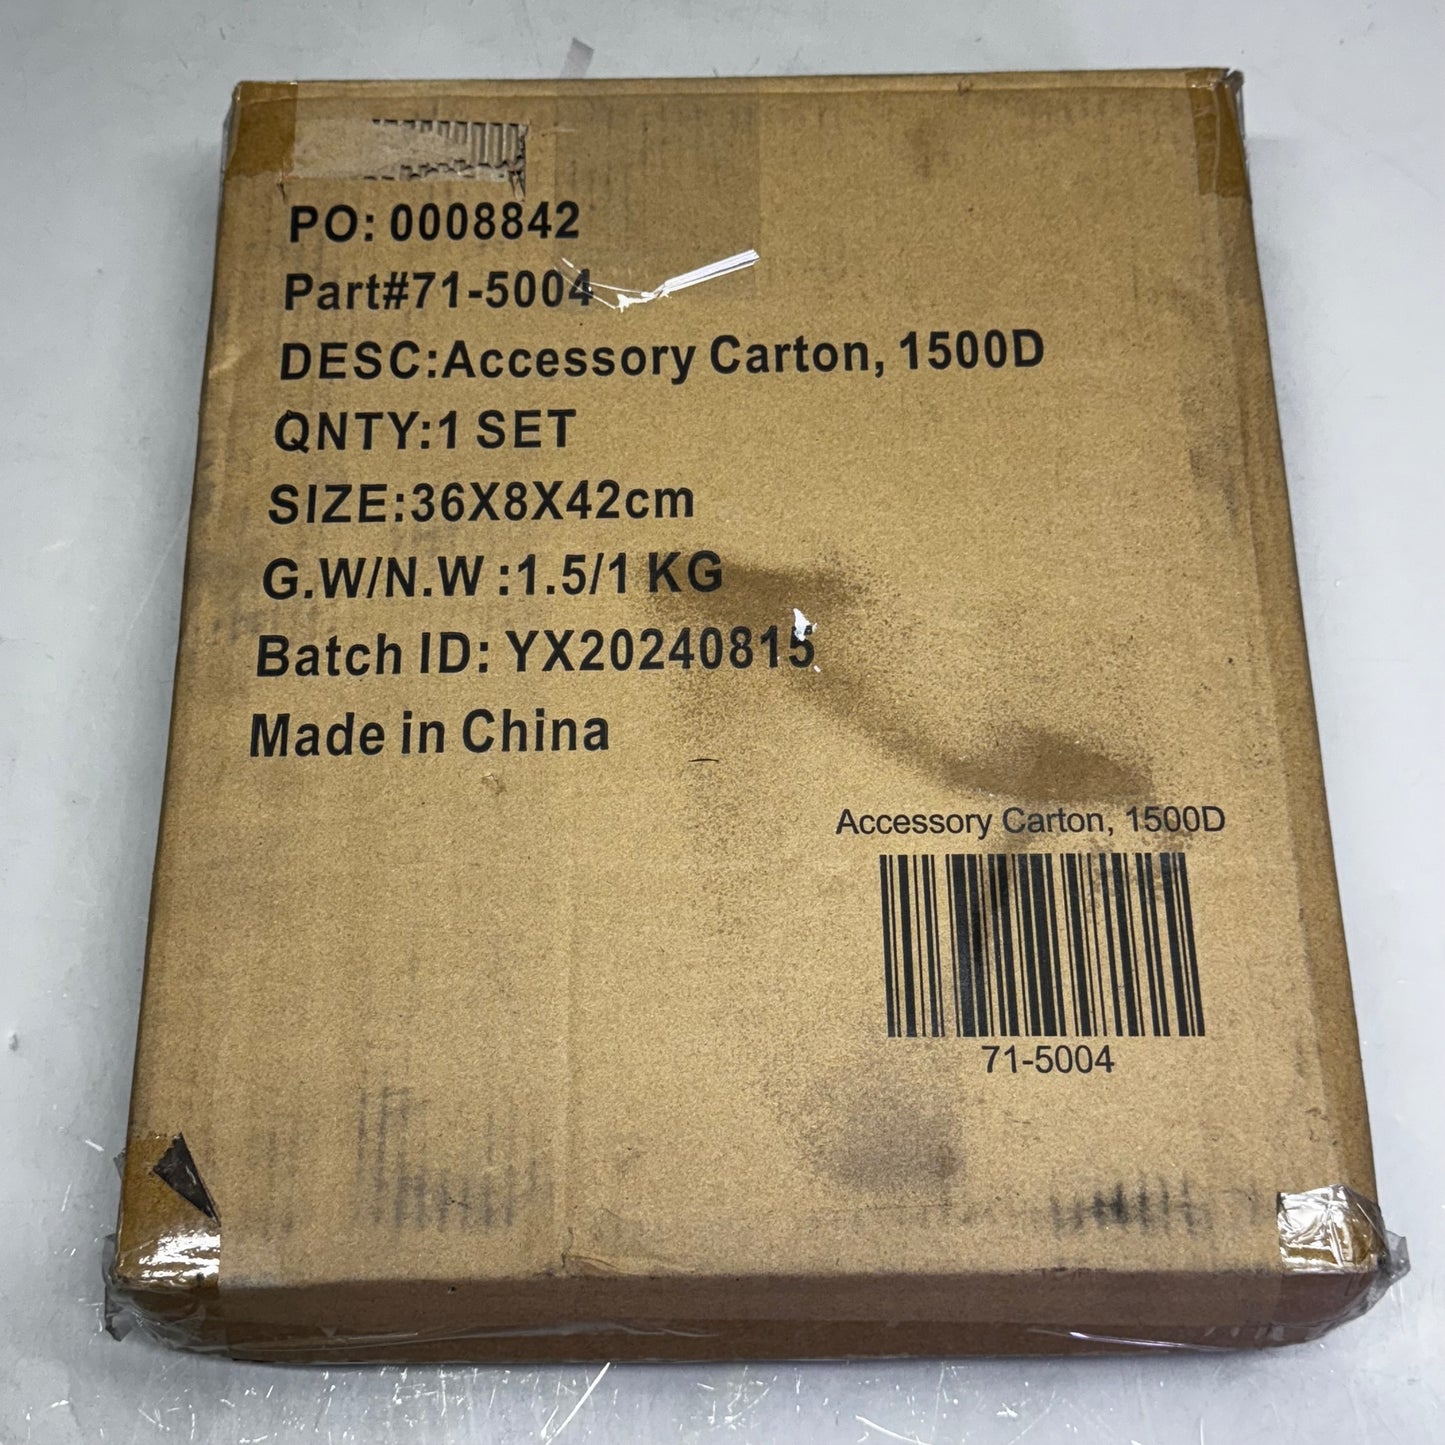 PO: 0008842
Part#71-5004
DESC:Accessory Carton, 1500D
QNTY:1 SET
SIZE:36X8X42cm
G.W/N.W :1.5/1 KG
Batch ID: YX20240815
Made in China
Accessory Carton, 1500D
71-5004